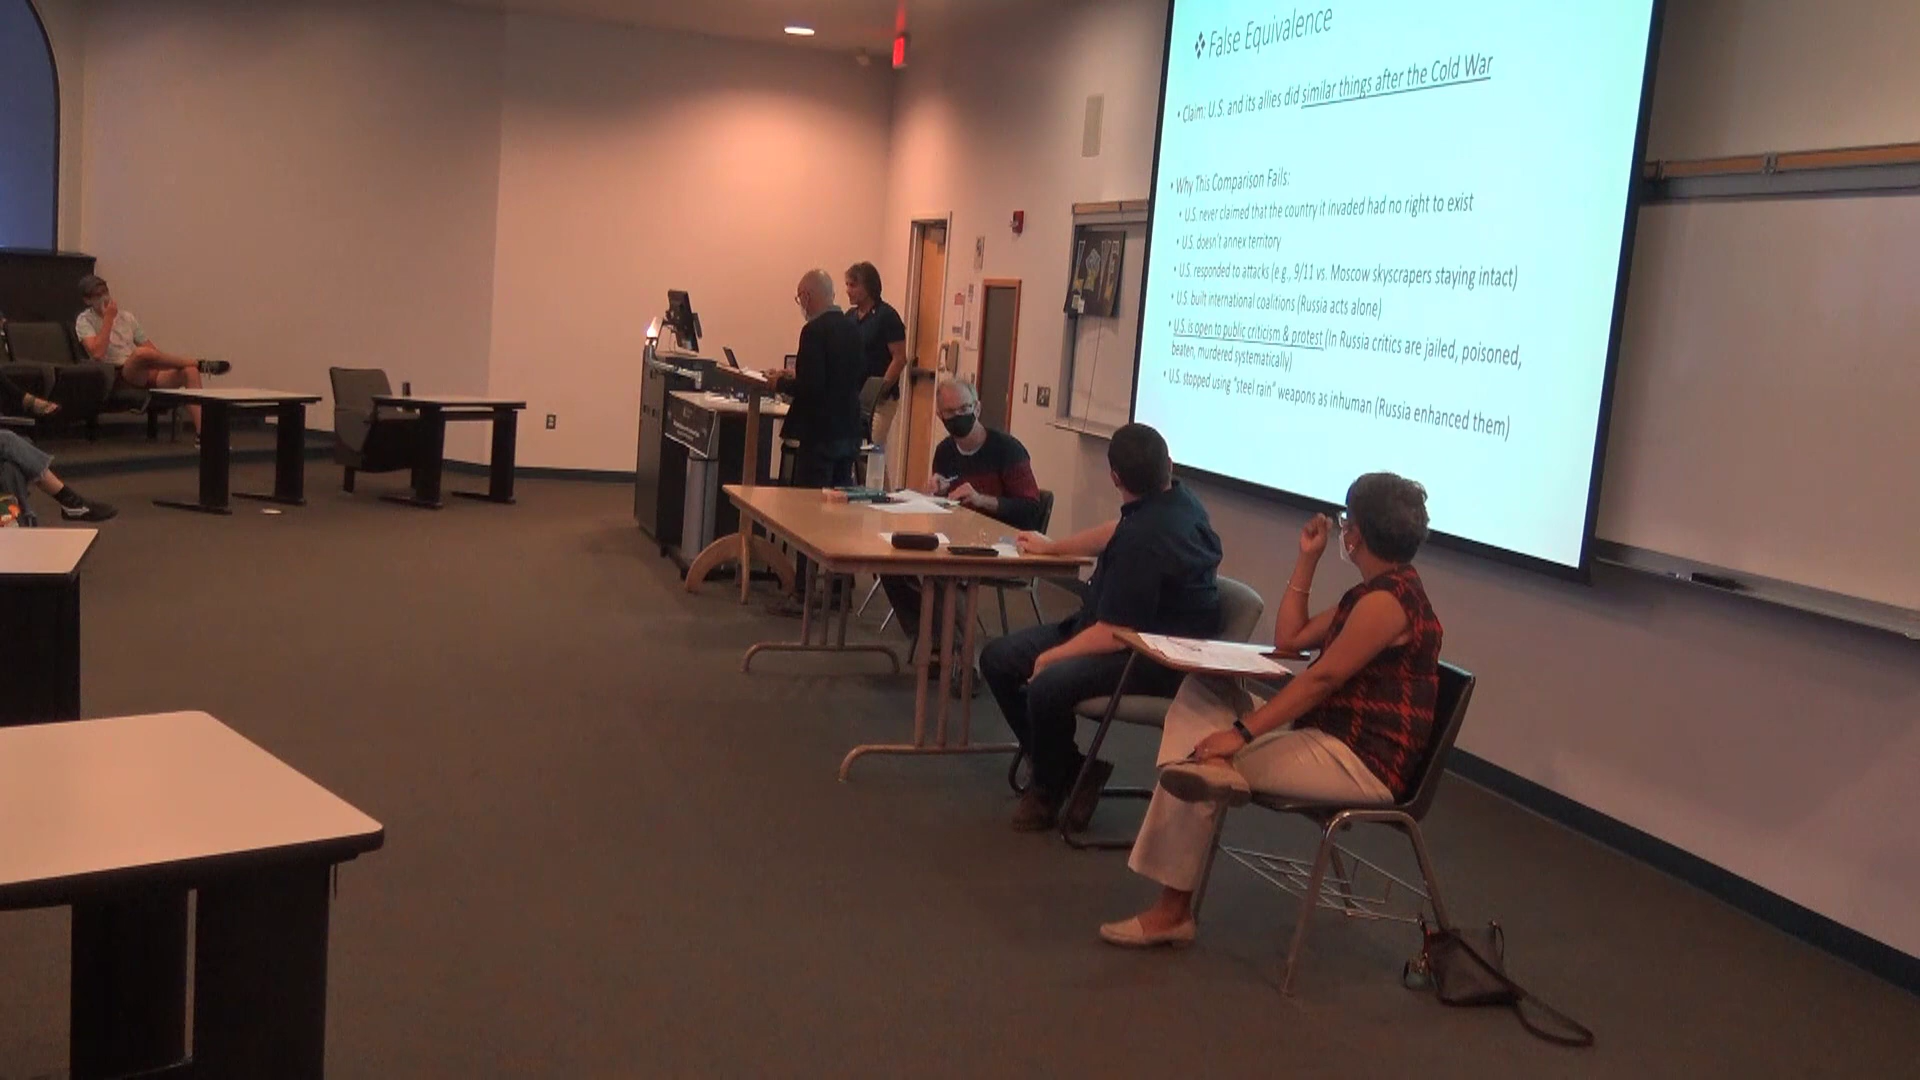 ❖ False Equivalence
• Claim: U.S. and its allies did similar things after the Cold War
• Why This Comparison Fails:
• U.S. never claimed that the country it invaded had no right to exist
• U.S. doesn't annex territory
• U.S. responded to attacks (e.g., 9/11 vs. Moscow skyscrapers staying intact)
• U.S. built international coalitions (Russia acts alone)
• U.S. is open to public criticism & protest (In Russia critics are jailed, poisoned,
beaten, murdered systematically)
• U.S. stopped using "steel rain" weapons as inhuman (Russia enhanced them)